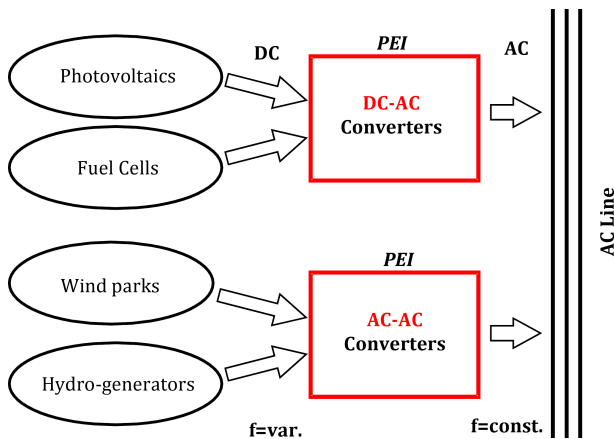 PEI
DC
AC
Photovoltaics
DC-AC
Converters
Fuel Cells
AC Line
PEI
Wind parks
AC-AC
Converters
Hydro-generators
f=var.
f=const.